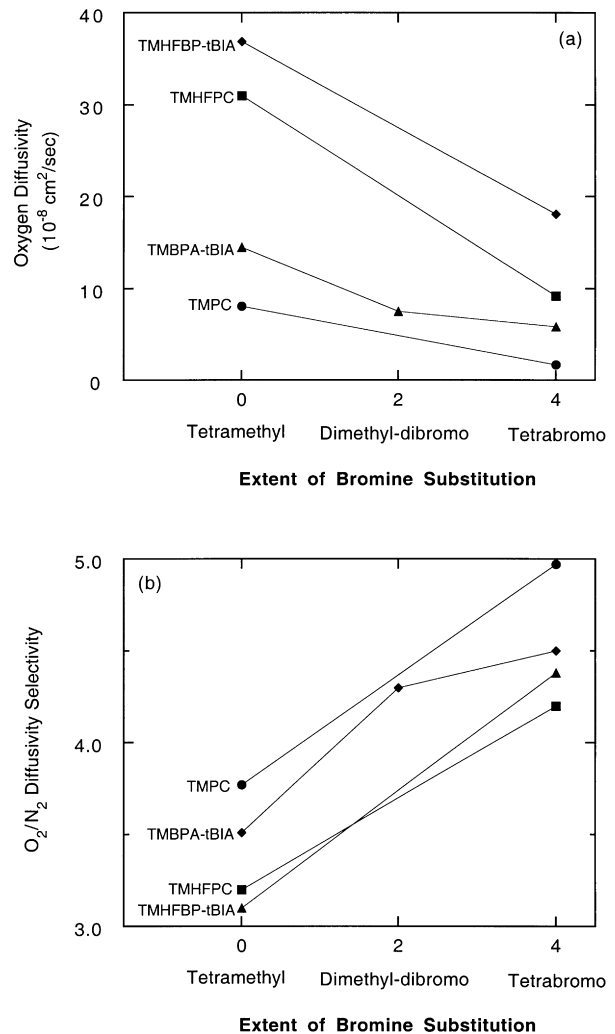 40
(a)
TMHFBP-tBIA
TMHFPC
30
20
TMBPA-tBIA
10
TMPC
0
Oxygen Diffusivity
(10⁻⁸ cm²/sec)
0 2 4
Tetramethyl Dimethyl-dibromo Tetrabromo
Extent of Bromine Substitution
5.0
(b)
4.0
TMPC
TMBPA-tBIA
TMHFPC
TMHFBP-tBIA
3.0
O₂/N₂ Diffusivity Selectivity
0 2 4
Tetramethyl Dimethyl-dibromo Tetrabromo
Extent of Bromine Substitution